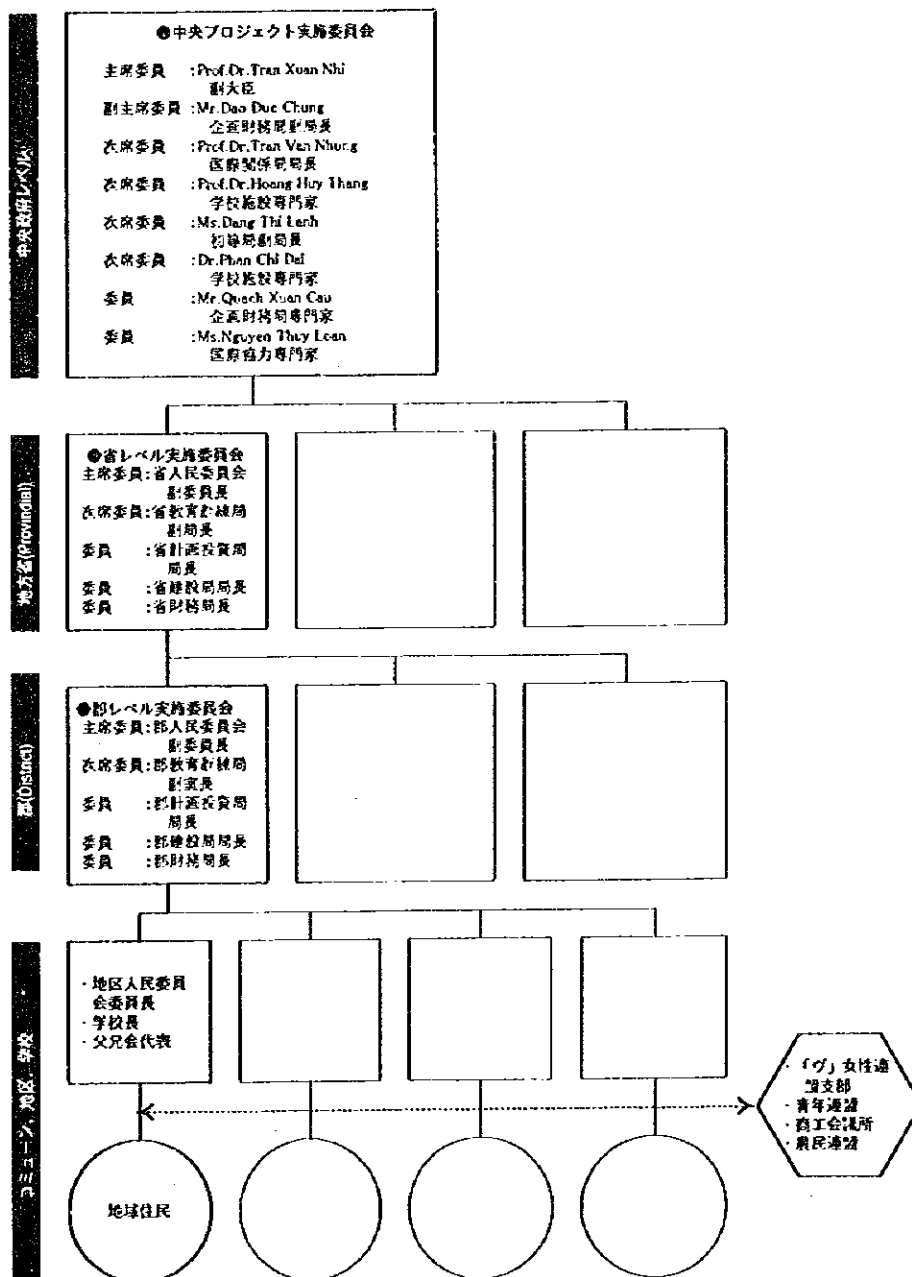 中央政府レベル
●中央プロジェクト実施委員会
主席委員 :Prof.Dr.Tran Xuan Nhi
副大臣
副主席委員 :Mr.Dao Duc Chung
企画財務局副局長
次席委員 :Prof.Dr.Tran Van Nhung
国際関係局局長
次席委員 :Prof.Dr.Hoang Huy Thang
学校施設専門家
次席委員 :Ms.Dang Thi Lanh
初等局副局長
次席委員 :Dr.Phan Chi Dai
学校施設専門家
委員 :Mr.Quach Xuan Cau
企画財務局専門家
委員 :Ms.Nguyen Thuy Loan
国際協力専門家
地方省(Provindial)
●省レベル実施委員会
主席委員:省人民委員会
副委員長
次席委員:省教育訓練局
副局長
委員 :省計画投資局
局長
委員 :省建設局局長
委員 :省財務局長
郡(District)
●郡レベル実施委員会
主席委員:郡人民委員会
副委員長
次席委員:郡教育訓練局
副室長
委員 :郡計画投資局
局長
委員 :郡建設局局長
委員 :郡財務局長
コミューン、地区、学校
・地区人民委員
会委員長
・学校長
・父兄会代表
・「ヴ」女性連
盟支部
・青年連盟
・商工会議所
・農民連盟
地域住民